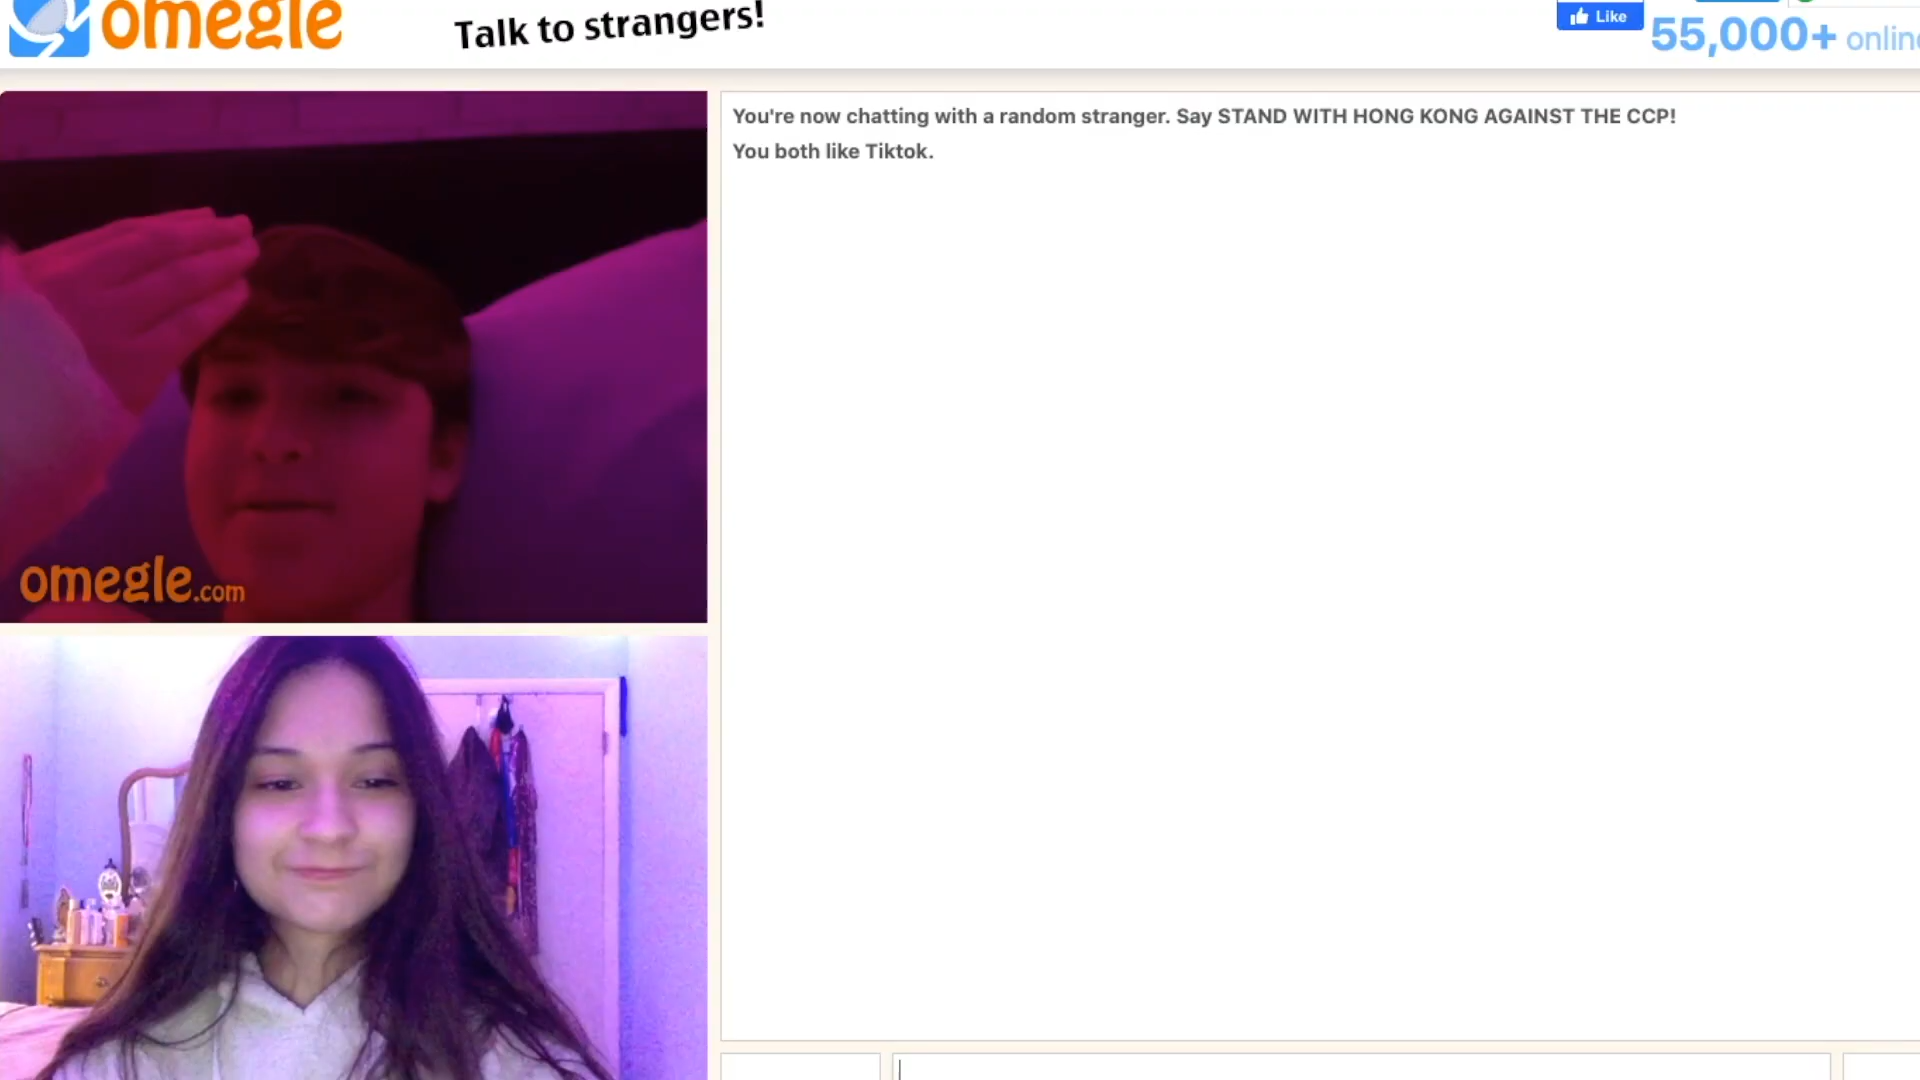 omegle
Talk to strangers!
Like
55,000+ online
You're now chatting with a random stranger. Say STAND WITH HONG KONG AGAINST THE CCP!
You both like Tiktok.
omegle.com